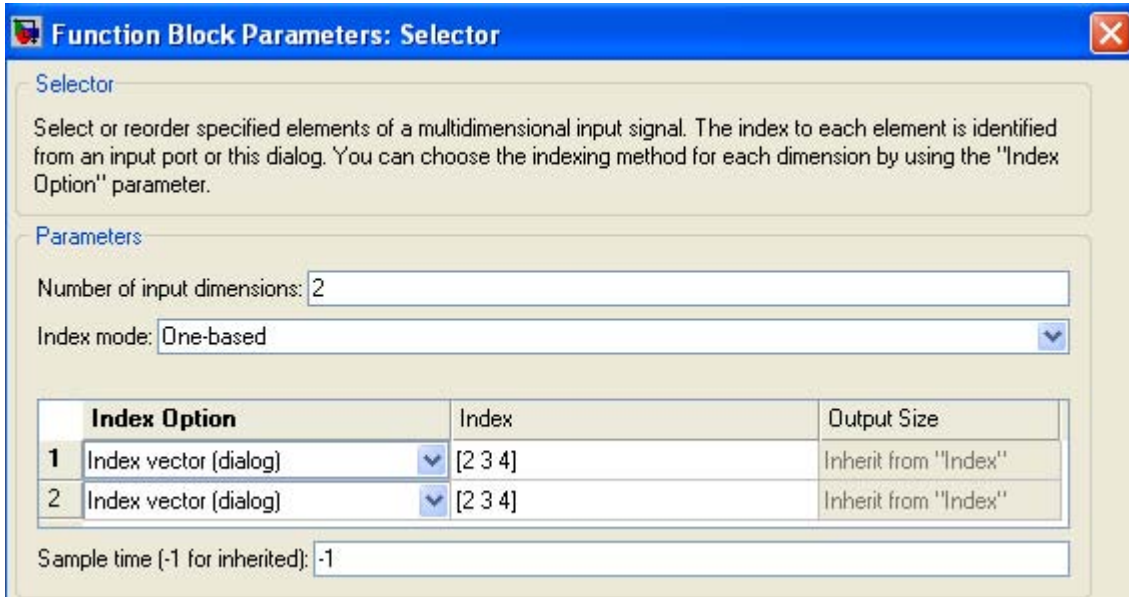 Function Block Parameters: Selector
Selector
Select or reorder specified elements of a multidimensional input signal. The index to each element is identified
from an input port or this dialog. You can choose the indexing method for each dimension by using the "Index
Option" parameter.
Parameters
Number of input dimensions: 2
Index mode: One-based
Index Option Index Output Size
1 Index vector (dialog) [2 3 4] Inherit from "Index"
2 Index vector (dialog) [2 3 4] Inherit from "Index"
Sample time (-1 for inherited): -1